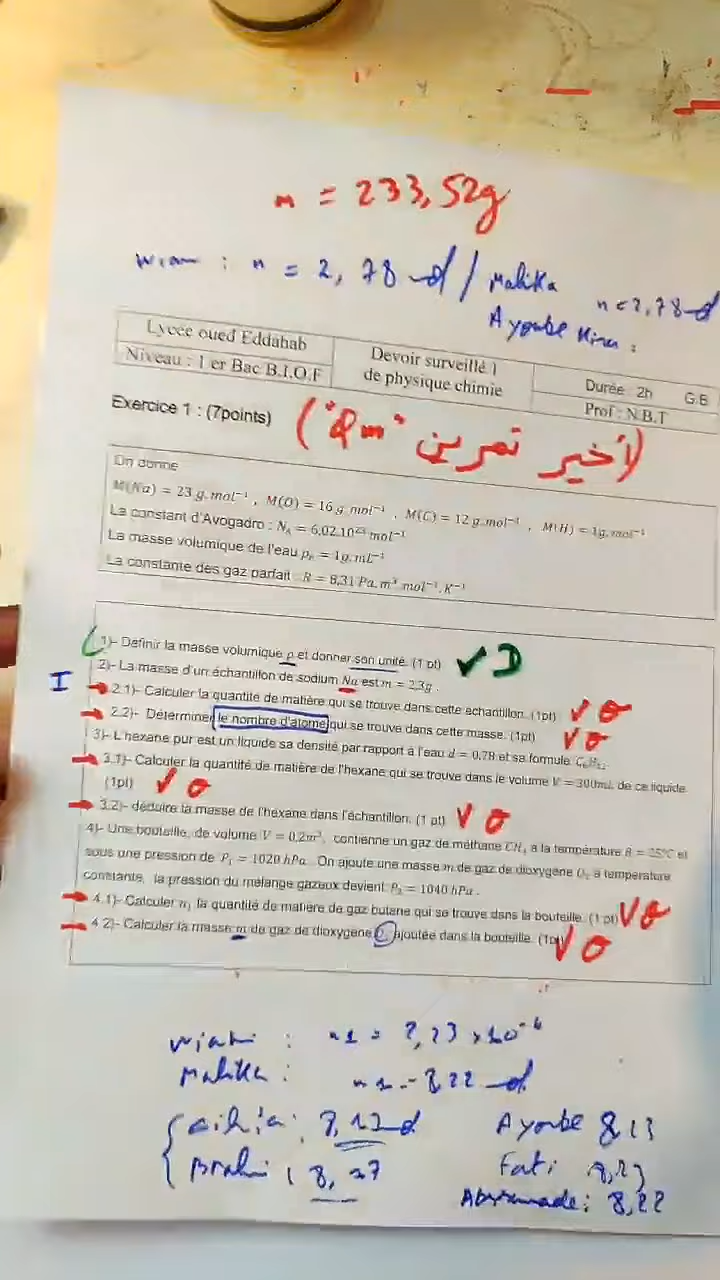 m = 233,52g
wiam : n = 2,78 mol / Malika n = 2,78 mol
Ayoube
Lycée oued Eddahab
Niveau : 1 er Bac B.I.O.F
Devoir surveillé 1
de physique chimie
Durée : 2h G.B
Prof : N.B.T
Exercice 1 : (7points)
لأخير تمرين
On donne
M(Na) = 23 g.mol⁻¹ , M(O) = 16 g.mol⁻¹ , M(C) = 12 g.mol⁻¹ , M(H) = 1g.mol⁻¹
La constant d'Avogadro : N_A = 6,02.10²³ mol⁻¹
La masse volumique de l'eau ρₑ = 1g.mL⁻¹
La constante des gaz parfait : R = 8,31 Pa.m³.mol⁻¹.K⁻¹
I
1)- Définir la masse volumique ρ et donner son unité. (1 pt)
2)- La masse d'un échantillon de sodium Na est m = 2,3g .
2.1)- Calculer la quantité de matière qui se trouve dans cette échantillon. (1pt)
2.2)- Déterminer le nombre d'atome qui se trouve dans cette masse. (1pt)
3)- L'hexane pur est un liquide sa densité par rapport à l'eau d = 0,78 et sa formule
3.1)- Calculer la quantité de matière de l'hexane qui se trouve dans le volume V = 300mL de ce liquide.
(1pt)
3.2)- déduire la masse de l'hexane dans l'échantillon. (1 pt)
4)- Une bouteille, de volume V = 0,2m³, contienne un gaz de méthane CH₄ à la température θ = 25°C et
sous une pression de P₁ = 1020 hPa . On ajoute une masse m de gaz de dioxygène O₂ à température
constante, la pression du mélange gazeux devient P₂ = 1040 hPa .
4.1)- Calculer n₁ la quantité de matière de gaz butane qui se trouve dans la bouteille. (1 pt)
4.2)- Calculer la masse m de gaz de dioxygène O₂ ajoutée dans la bouteille. (1pt)
wiam :
Malika : 8,22 mol
Ayoube 8,13
Fati 8,23
8,27
8,22